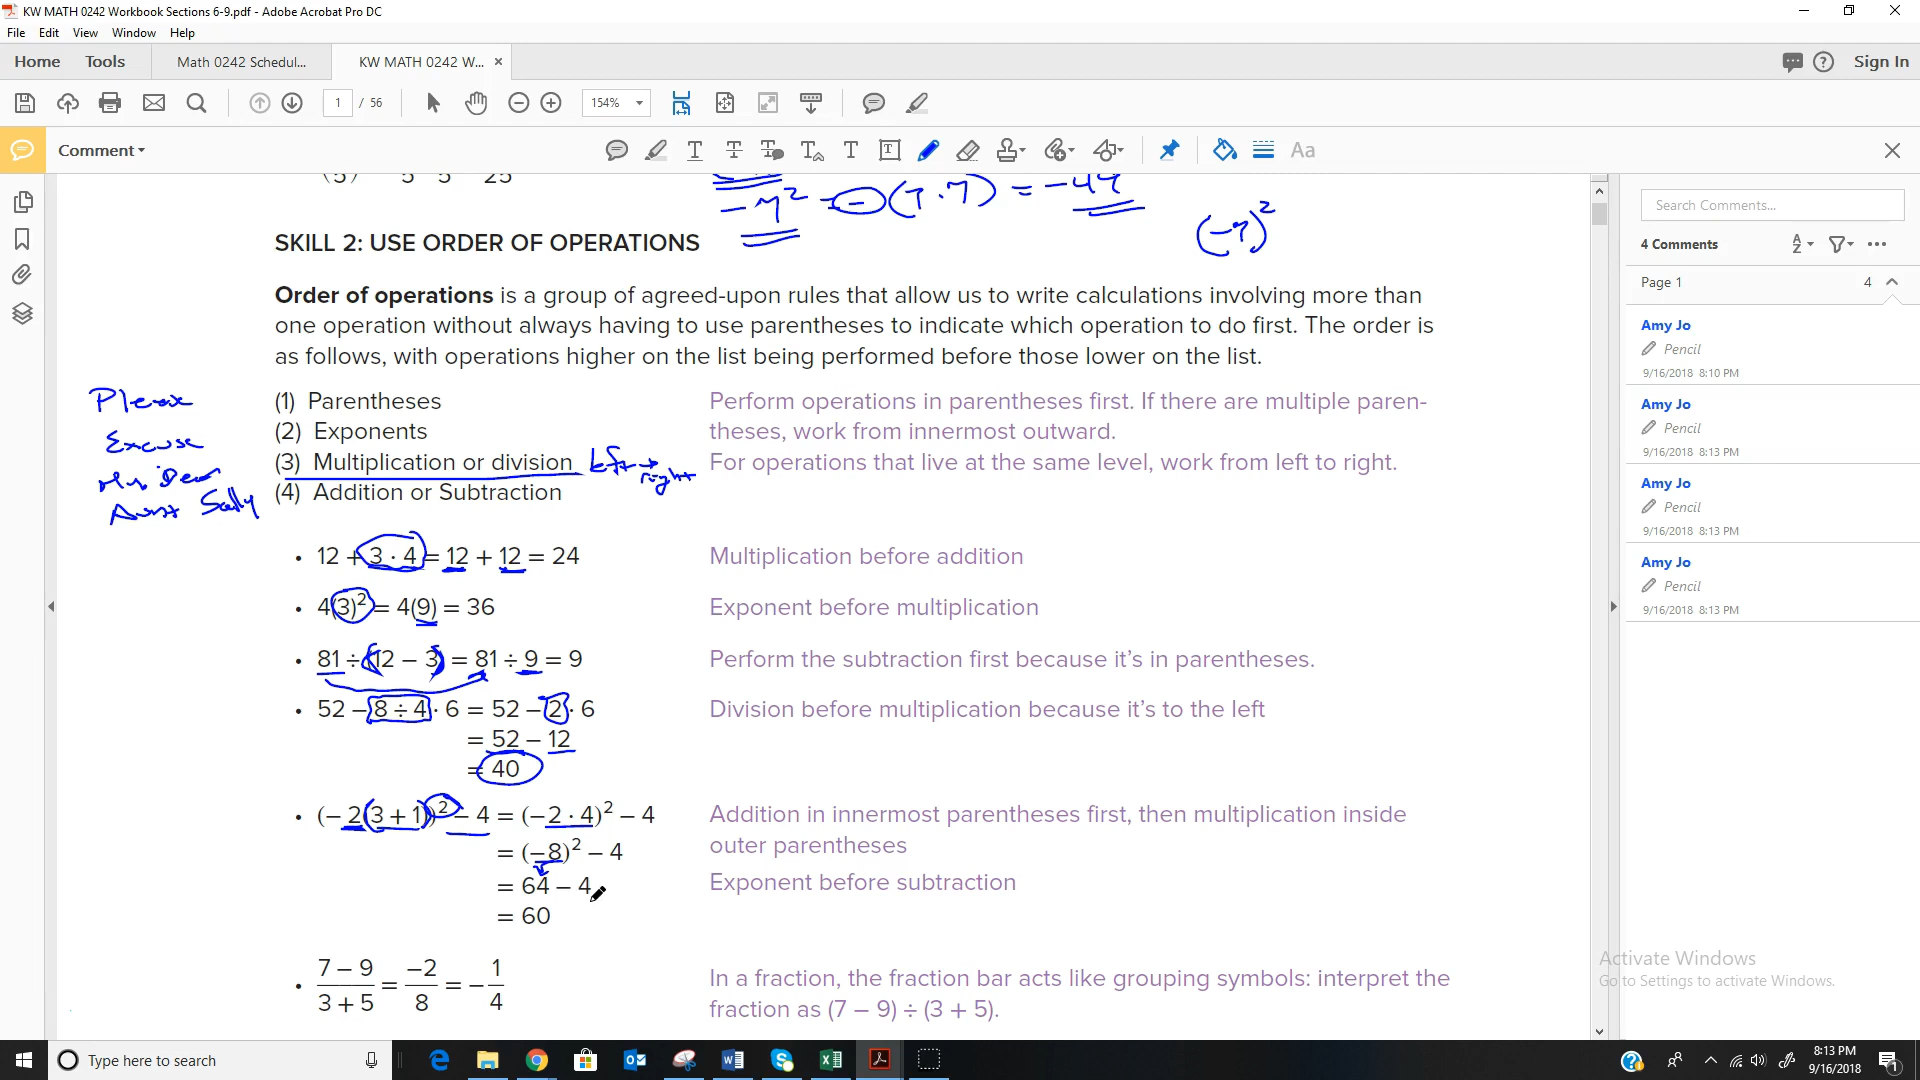 KW MATH 0242 Workbook Sections 6-9.pdf - Adobe Acrobat Pro DC
File Edit View Window Help
Home Tools Math 0242 Schedul... KW MATH 0242 W... × Sign In
1 / 56 154%
Comment Aa
(5) 5 5 25
- 7² = - (7 · 7) = - 49
(-7)²
SKILL 2: USE ORDER OF OPERATIONS
Order of operations is a group of agreed-upon rules that allow us to write calculations involving more than
one operation without always having to use parentheses to indicate which operation to do first. The order is
as follows, with operations higher on the list being performed before those lower on the list.
Please
Excuse
My Dear
Aunt Sally
(1) Parentheses
(2) Exponents
(3) Multiplication or division left → right
(4) Addition or Subtraction
Perform operations in parentheses first. If there are multiple paren-
theses, work from innermost outward.
For operations that live at the same level, work from left to right.
• 12 + 3 · 4 = 12 + 12 = 24 Multiplication before addition
• 4(3)² = 4(9) = 36 Exponent before multiplication
• 81 ÷ (12 − 3) = 81 ÷ 9 = 9 Perform the subtraction first because it’s in parentheses.
• 52 − 8 ÷ 4 · 6 = 52 − 2 · 6 Division before multiplication because it’s to the left
= 52 − 12
= 40
• (−2(3 + 1))² − 4 = (−2 · 4)² − 4 Addition in innermost parentheses first, then multiplication inside
outer parentheses
= (−8)² − 4
= 64 − 4 Exponent before subtraction
= 60
• 7 − 9 / 3 + 5 = −2 / 8 = − 1 / 4 In a fraction, the fraction bar acts like grouping symbols: interpret the
fraction as (7 − 9) ÷ (3 + 5).
Search Comments...
4 Comments
Page 1 4
Amy Jo
Pencil
9/16/2018 8:10 PM
Amy Jo
Pencil
9/16/2018 8:13 PM
Amy Jo
Pencil
9/16/2018 8:13 PM
Amy Jo
Pencil
9/16/2018 8:13 PM
Activate Windows
Go to Settings to activate Windows.
Type here to search
8:13 PM
9/16/2018
1